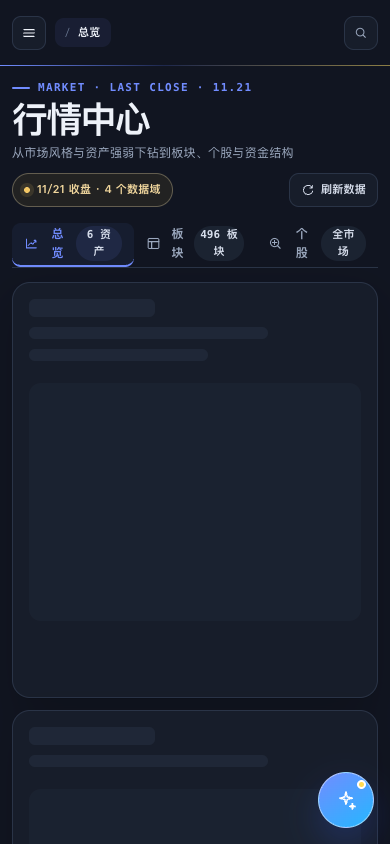 / 总览
MARKET · LAST CLOSE · 11.21
行情中心
从市场风格与资产强弱下钻到板块、个股与资金结构
11/21 收盘 · 4 个数据域
刷新数据
总览
6 资产
板块
496 板块
个股
全市场